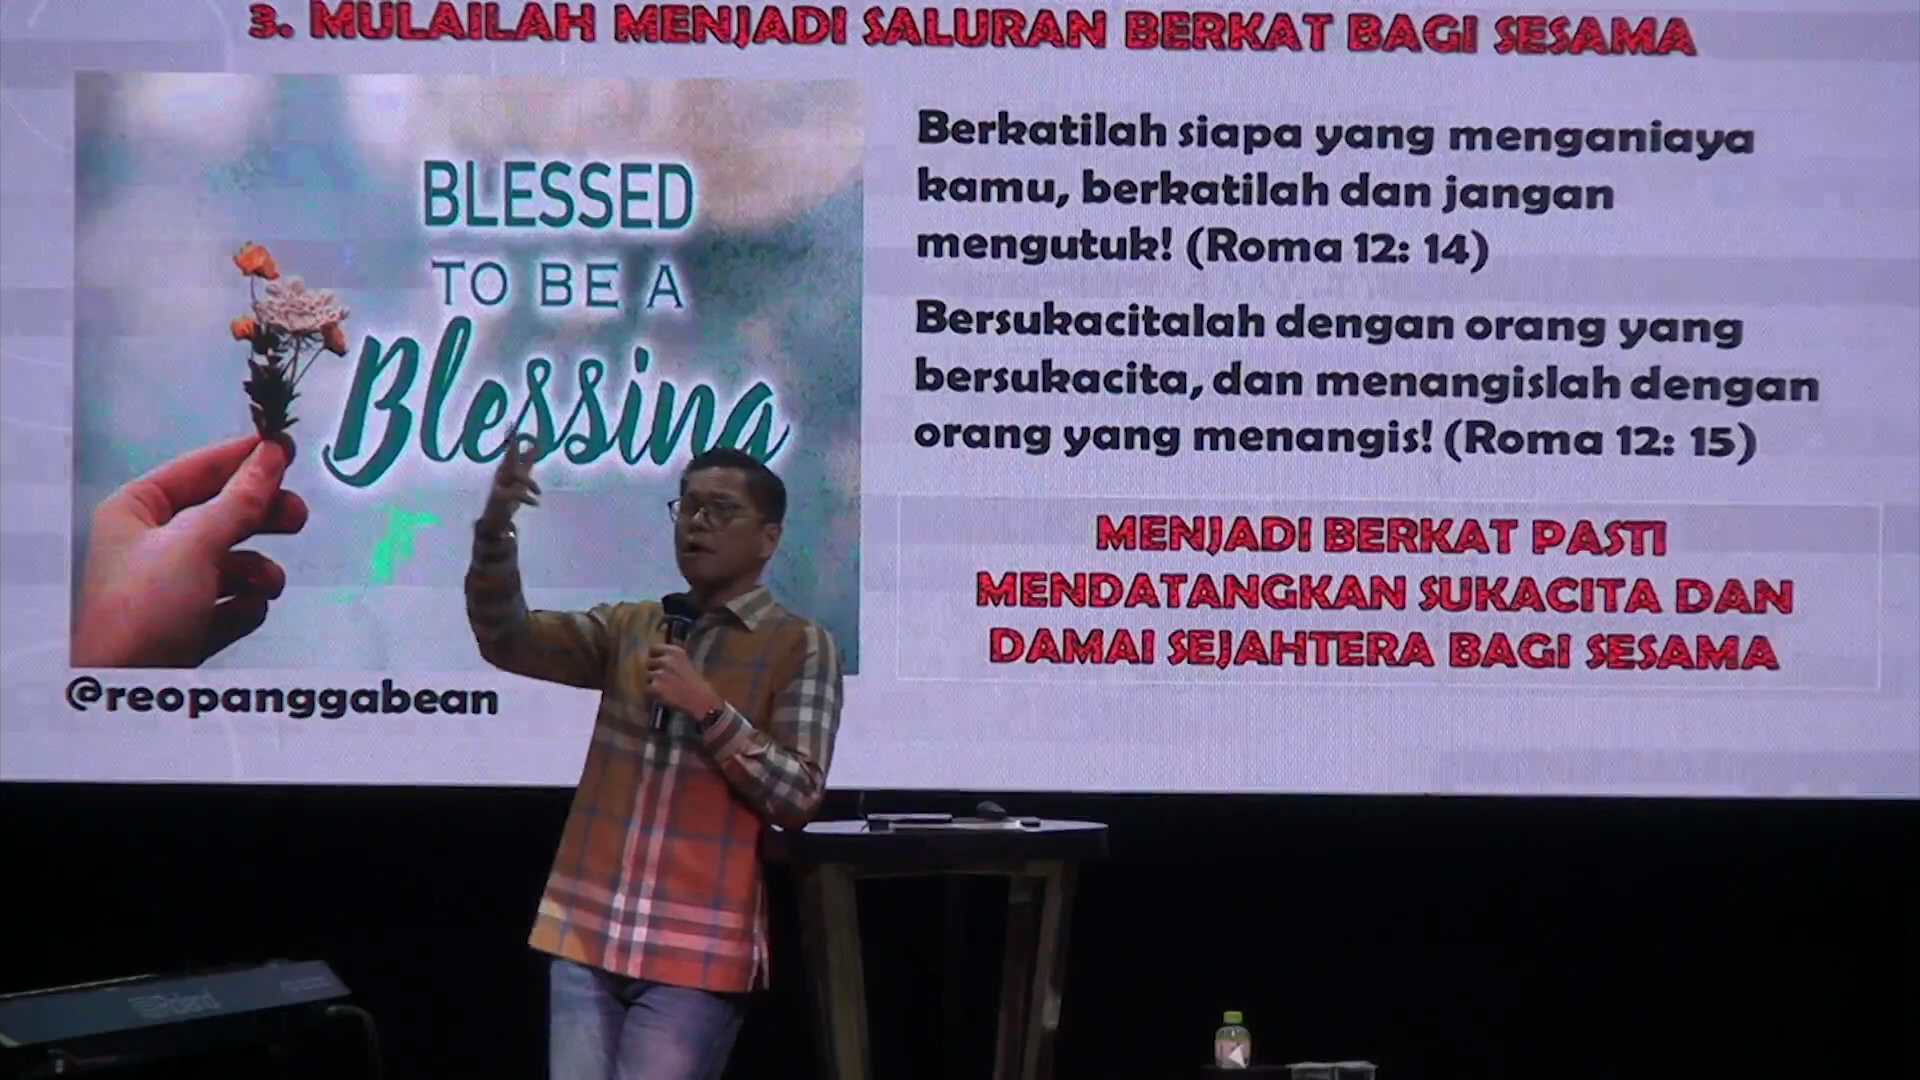 3. MULAILAH MENJADI SALURAN BERKAT BAGI SESAMA
BLESSED
TO BE A
Blessing
@reopanggabean
Berkatilah siapa yang menganiaya
kamu, berkatilah dan jangan
mengutuk! (Roma 12: 14)
Bersukacitalah dengan orang yang
bersukacita, dan menangislah dengan
orang yang menangis! (Roma 12: 15)
MENJADI BERKAT PASTI
MENDATANGKAN SUKACITA DAN
DAMAI SEJAHTERA BAGI SESAMA
Roland